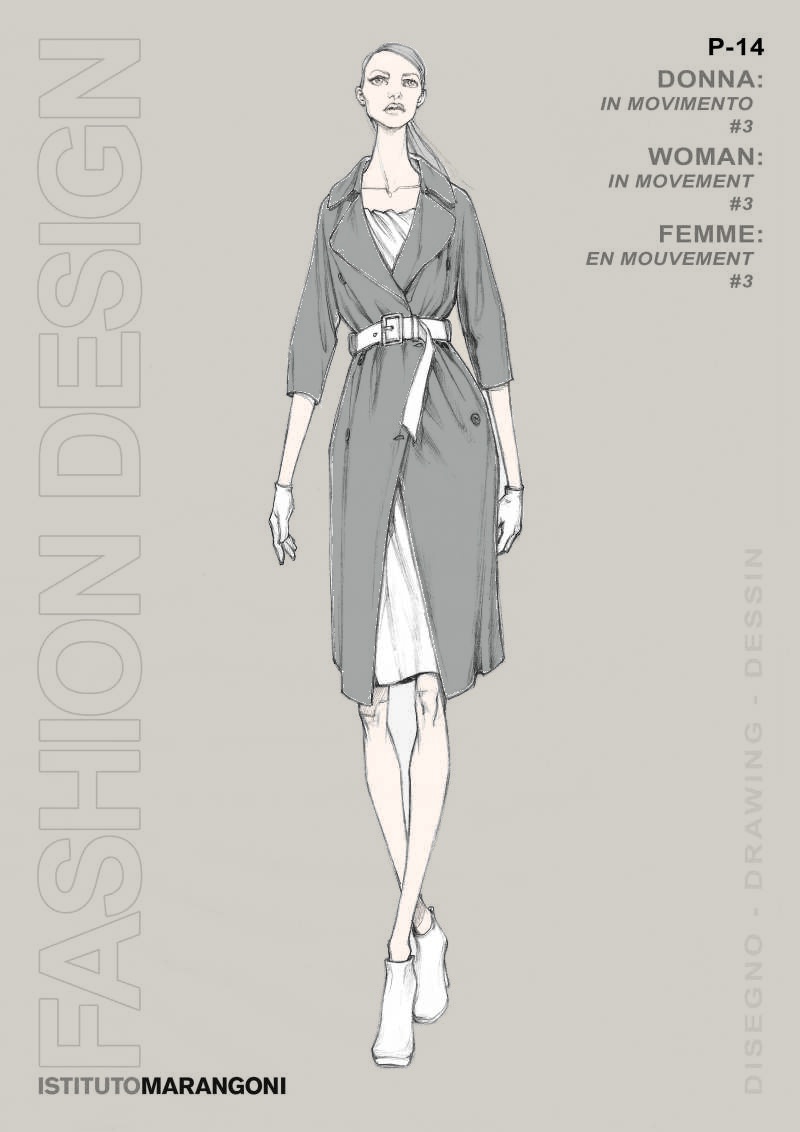 P-14
DONNA:
IN MOVIMENTO
#3
WOMAN:
IN MOVEMENT
#3
FEMME:
EN MOUVEMENT
#3
FASHION DESIGN
DISEGNO - DRAWING - DESSIN
ISTITUTOMARANGONI